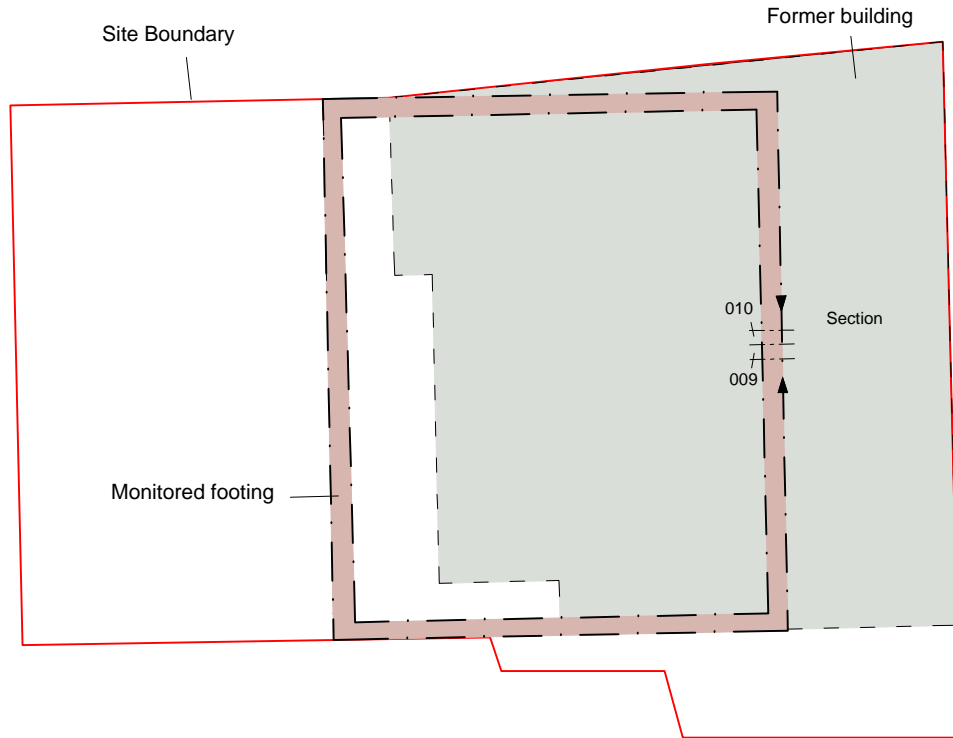 Former building
Site Boundary
010
Section
009
Monitored footing